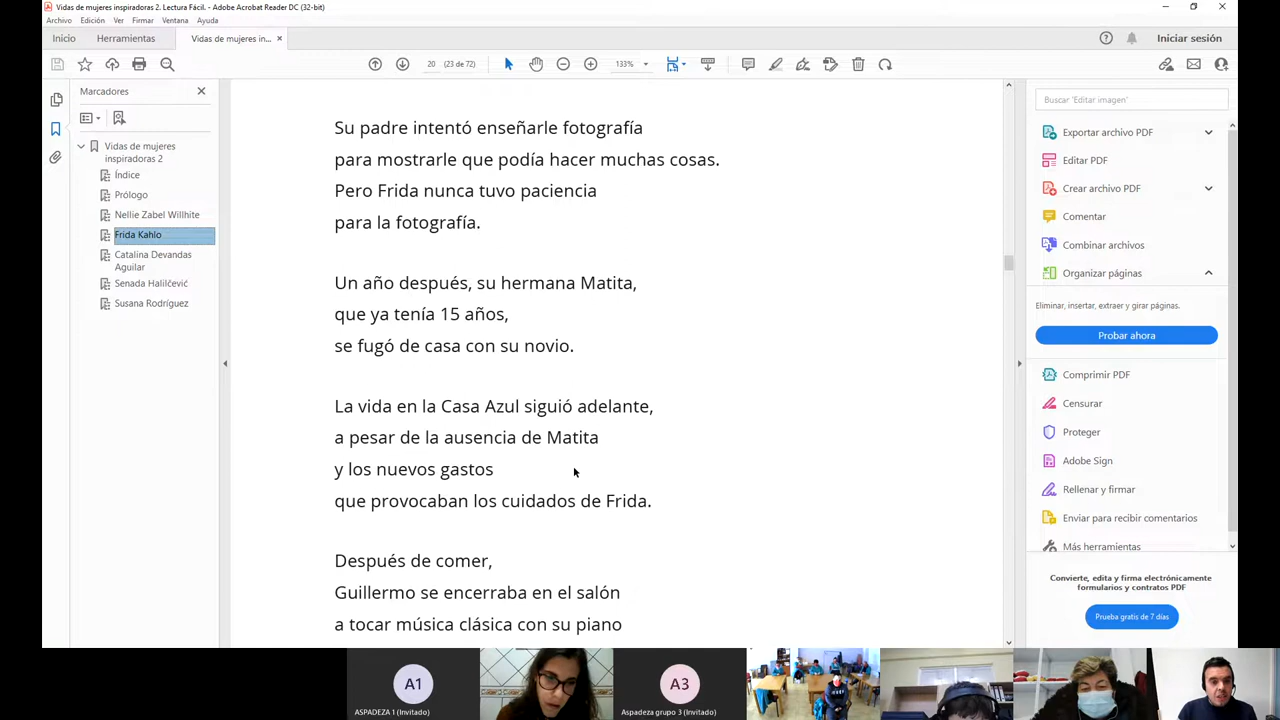 Vidas de mujeres inspiradoras 2. Lectura Fácil. - Adobe Acrobat Reader DC (32-bit)
Archivo Edición Ver Firmar Ventana Ayuda
Inicio Herramientas Vidas de mujeres in... × Iniciar sesión
20 (23 de 72) 133%
Marcadores
Vidas de mujeres
inspiradoras 2
Índice
Prólogo
Nellie Zabel Willhite
Frida Kahlo
Catalina Devandas
Aguilar
Senada Halilčević
Susana Rodríguez
Su padre intentó enseñarle fotografía
para mostrarle que podía hacer muchas cosas.
Pero Frida nunca tuvo paciencia
para la fotografía.
Un año después, su hermana Matita,
que ya tenía 15 años,
se fugó de casa con su novio.
La vida en la Casa Azul siguió adelante,
a pesar de la ausencia de Matita
y los nuevos gastos
que provocaban los cuidados de Frida.
Después de comer,
Guillermo se encerraba en el salón
a tocar música clásica con su piano
Buscar 'Editar imagen'
Exportar archivo PDF
Editar PDF
Crear archivo PDF
Comentar
Combinar archivos
Organizar páginas
Eliminar, insertar, extraer y girar páginas.
Probar ahora
Comprimir PDF
Censurar
Proteger
Adobe Sign
Rellenar y firmar
Enviar para recibir comentarios
Más herramientas
Convierte, edita y firma electrónicamente
formularios y contratos PDF
Prueba gratis de 7 días
A1
ASPADEZA 1 (Invitado)
A3
Aspadeza grupo 3 (Invitado)